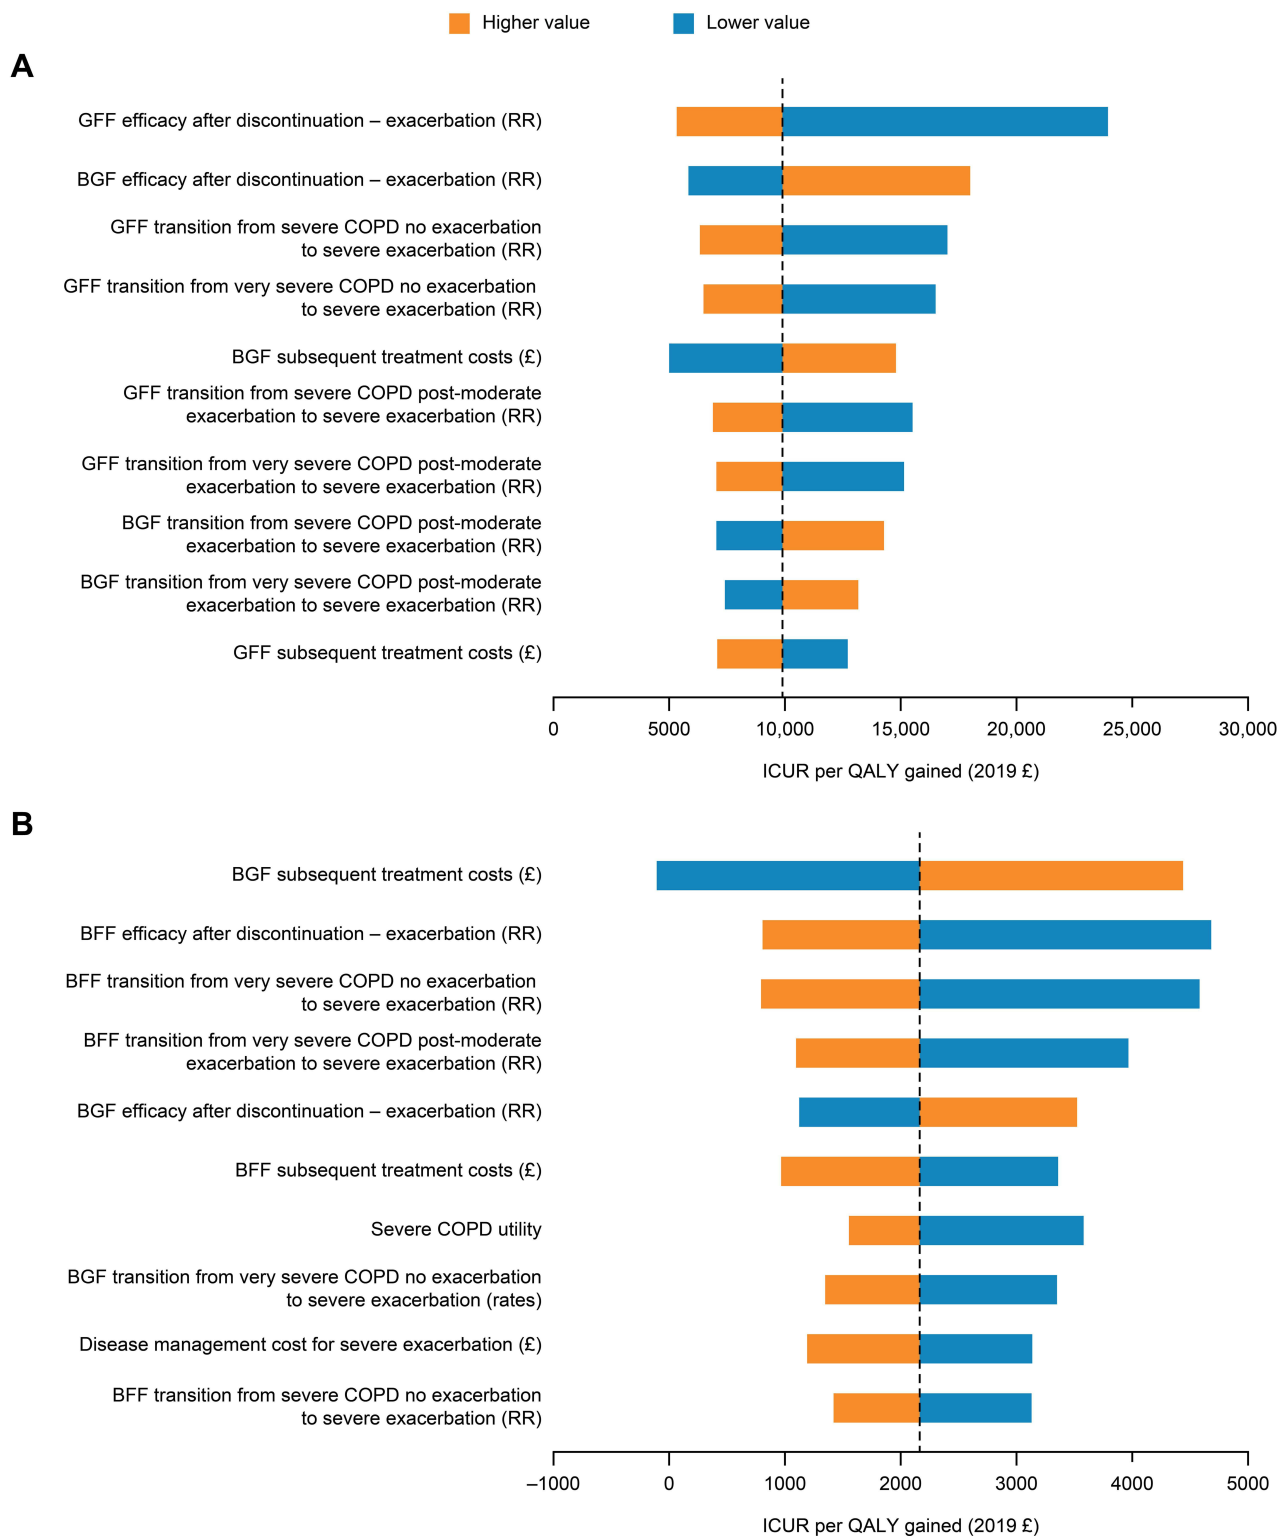 Higher value
Lower value
A
GFF efficacy after discontinuation – exacerbation (RR)
BGF efficacy after discontinuation – exacerbation (RR)
GFF transition from severe COPD no exacerbation
to severe exacerbation (RR)
GFF transition from very severe COPD no exacerbation
to severe exacerbation (RR)
BGF subsequent treatment costs (£)
GFF transition from severe COPD post-moderate
exacerbation to severe exacerbation (RR)
GFF transition from very severe COPD post-moderate
exacerbation to severe exacerbation (RR)
BGF transition from severe COPD post-moderate
exacerbation to severe exacerbation (RR)
BGF transition from very severe COPD post-moderate
exacerbation to severe exacerbation (RR)
GFF subsequent treatment costs (£)
0 5000 10,000 15,000 20,000 25,000 30,000
ICUR per QALY gained (2019 £)
B
BGF subsequent treatment costs (£)
BFF efficacy after discontinuation – exacerbation (RR)
BFF transition from very severe COPD no exacerbation
to severe exacerbation (RR)
BFF transition from very severe COPD post-moderate
exacerbation to severe exacerbation (RR)
BGF efficacy after discontinuation – exacerbation (RR)
BFF subsequent treatment costs (£)
Severe COPD utility
BGF transition from very severe COPD no exacerbation
to severe exacerbation (rates)
Disease management cost for severe exacerbation (£)
BFF transition from severe COPD no exacerbation
to severe exacerbation (RR)
–1000 0 1000 2000 3000 4000 5000
ICUR per QALY gained (2019 £)